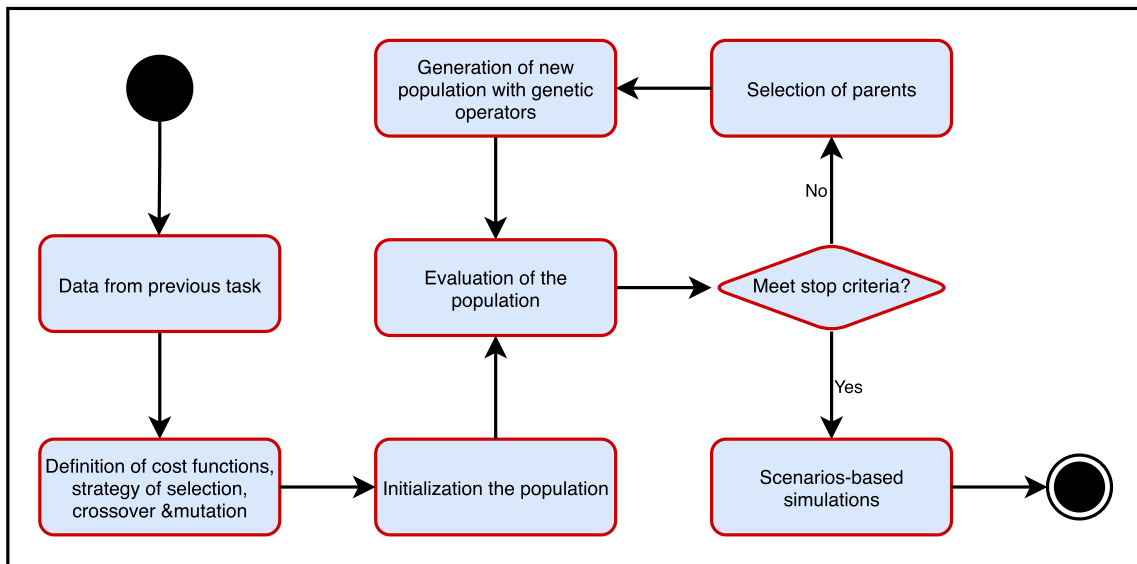 Generation of new
population with genetic
operators
Selection of parents
No
Data from previous task
Evaluation of the
population
Meet stop criteria?
Yes
Definition of cost functions,
strategy of selection,
crossover &mutation
Initialization the population
Scenarios-based
simulations